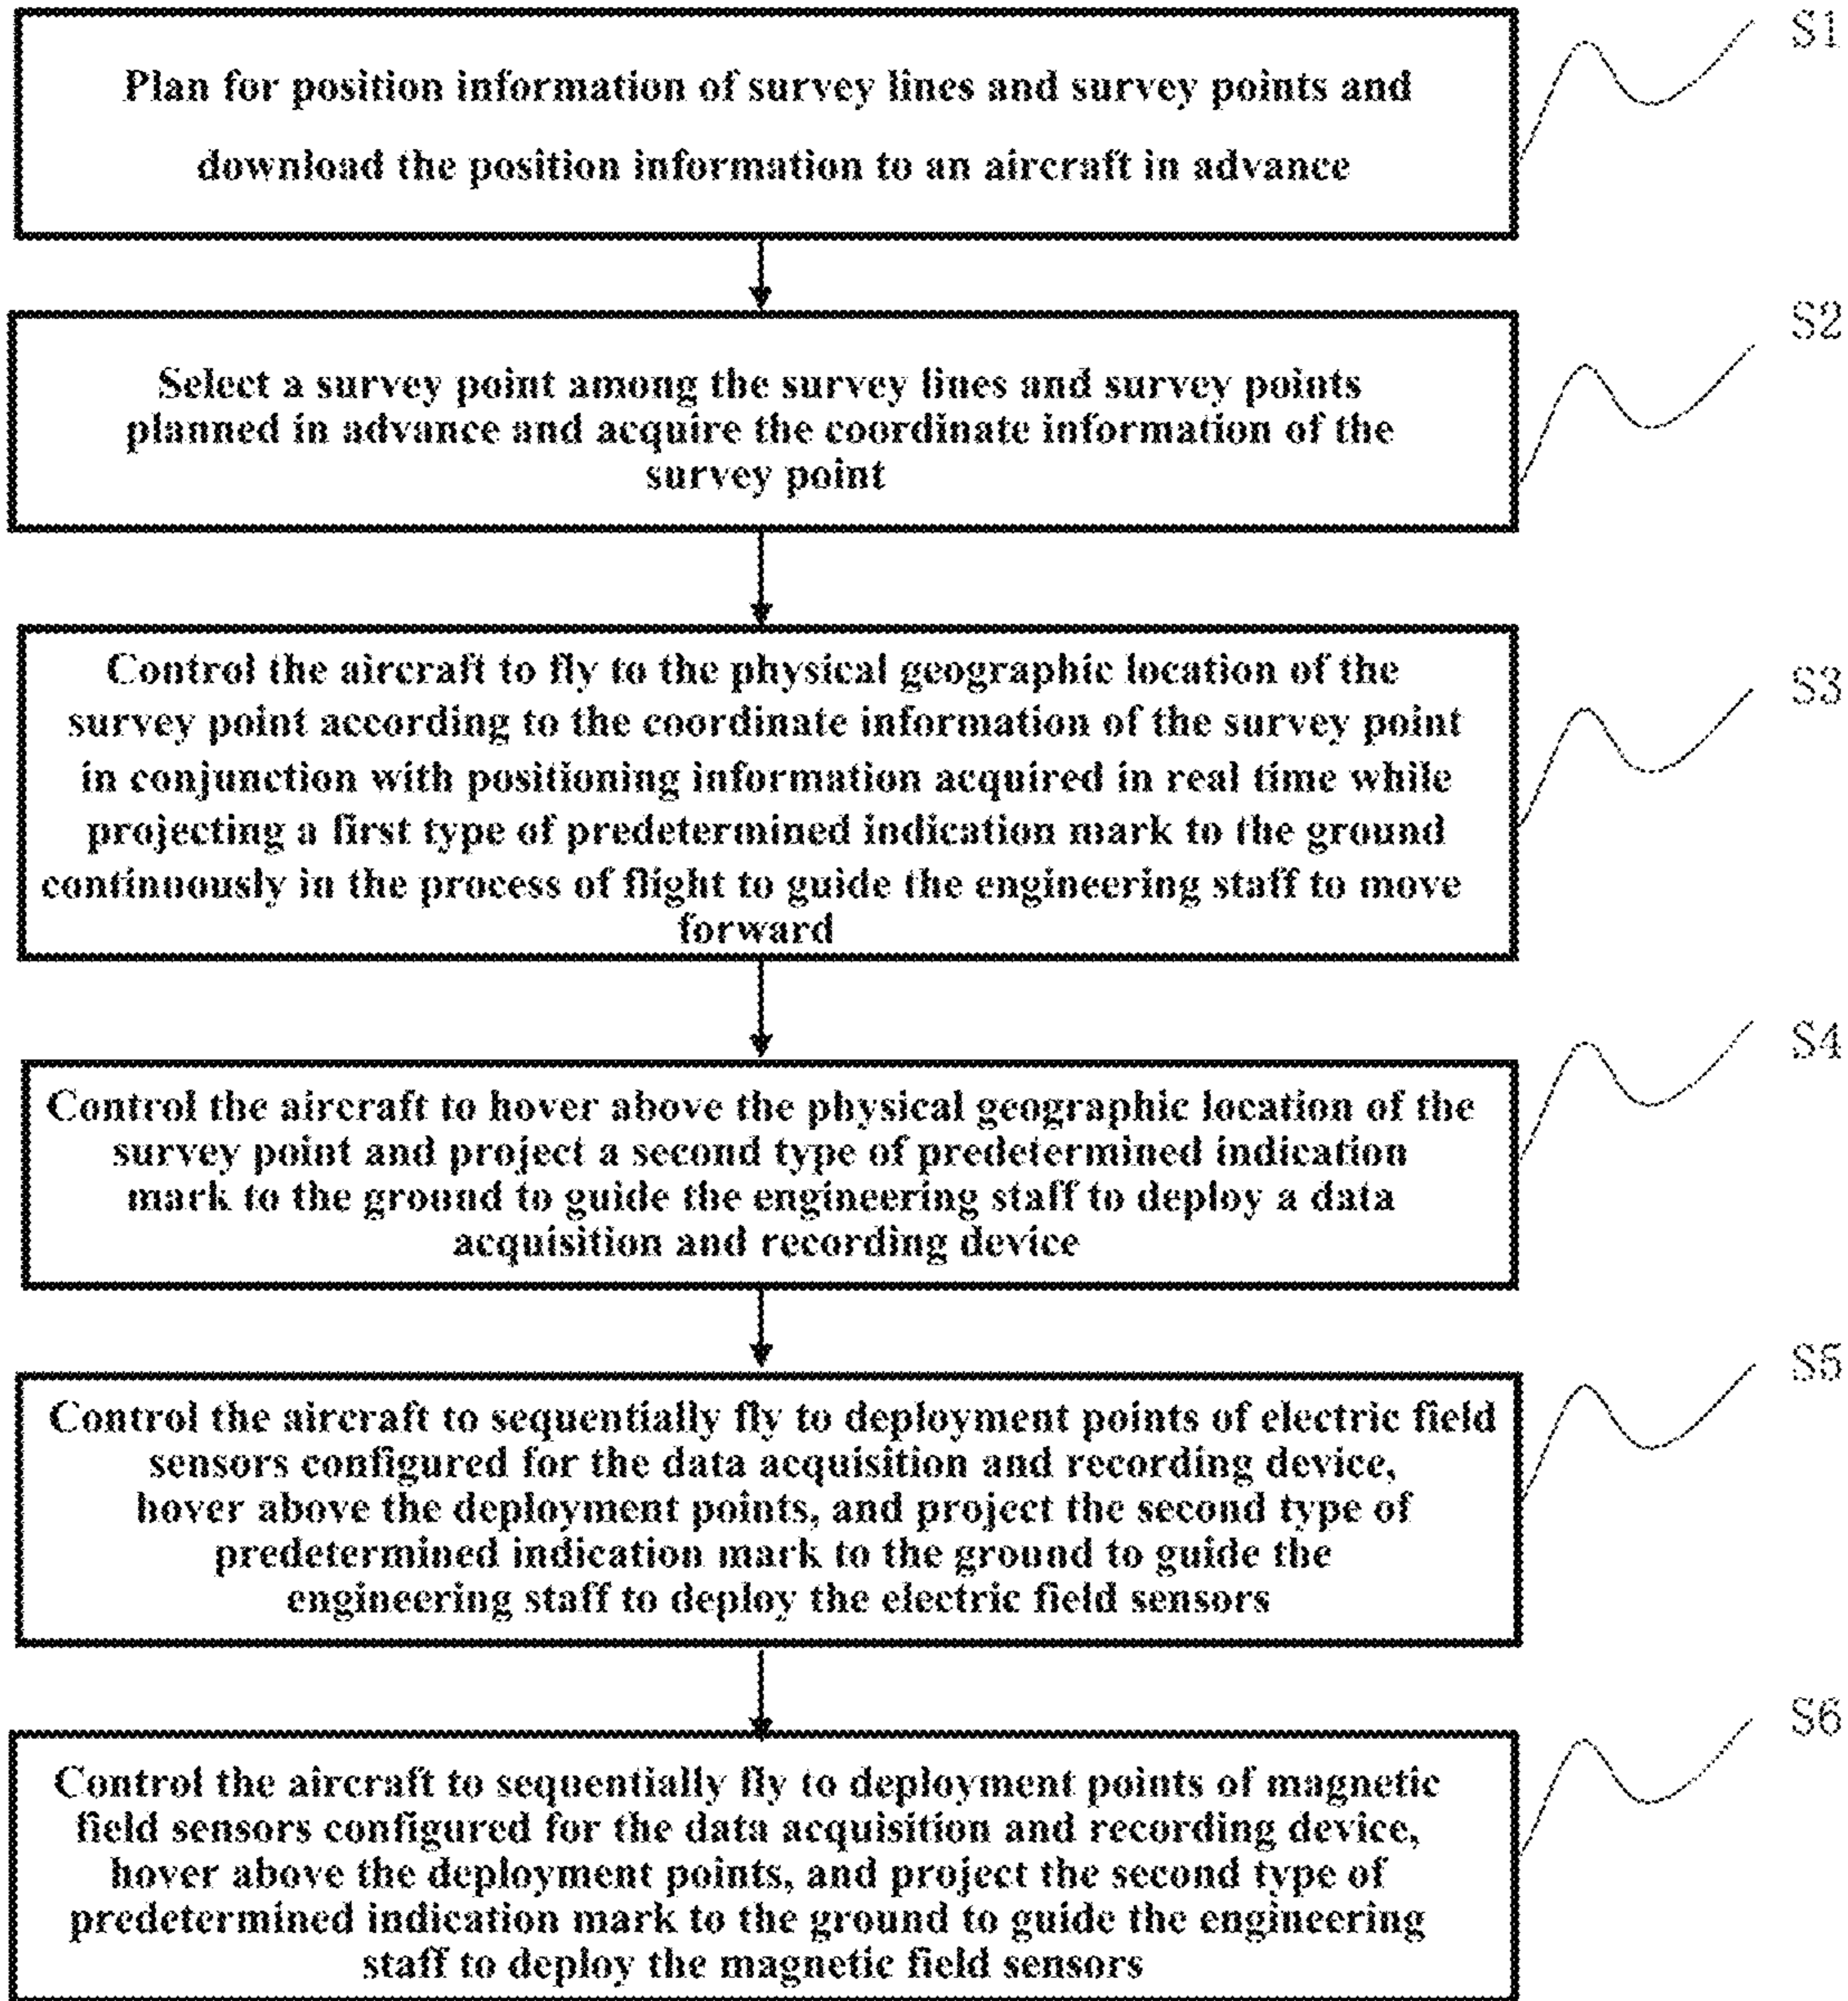 S1
Plan for position information of survey lines and survey points and
download the position information to an aircraft in advance
S2
Select a survey point among the survey lines and survey points
planned in advance and acquire the coordinate information of the
survey point
S3
Control the aircraft to fly to the physical geographic location of the
survey point according to the coordinate information of the survey point
in conjunction with positioning information acquired in real time while
projecting a first type of predetermined indication mark to the ground
continuously in the process of flight to guide the engineering staff to move
forward
S4
Control the aircraft to hover above the physical geographic location of the
survey point and project a second type of predetermined indication
mark to the ground to guide the engineering staff to deploy a data
acquisition and recording device
S5
Control the aircraft to sequentially fly to deployment points of electric field
sensors configured for the data acquisition and recording device,
hover above the deployment points, and project the second type of
predetermined indication mark to the ground to guide the
engineering staff to deploy the electric field sensors
S6
Control the aircraft to sequentially fly to deployment points of magnetic
field sensors configured for the data acquisition and recording device,
hover above the deployment points, and project the second type of
predetermined indication mark to the ground to guide the engineering
staff to deploy the magnetic field sensors